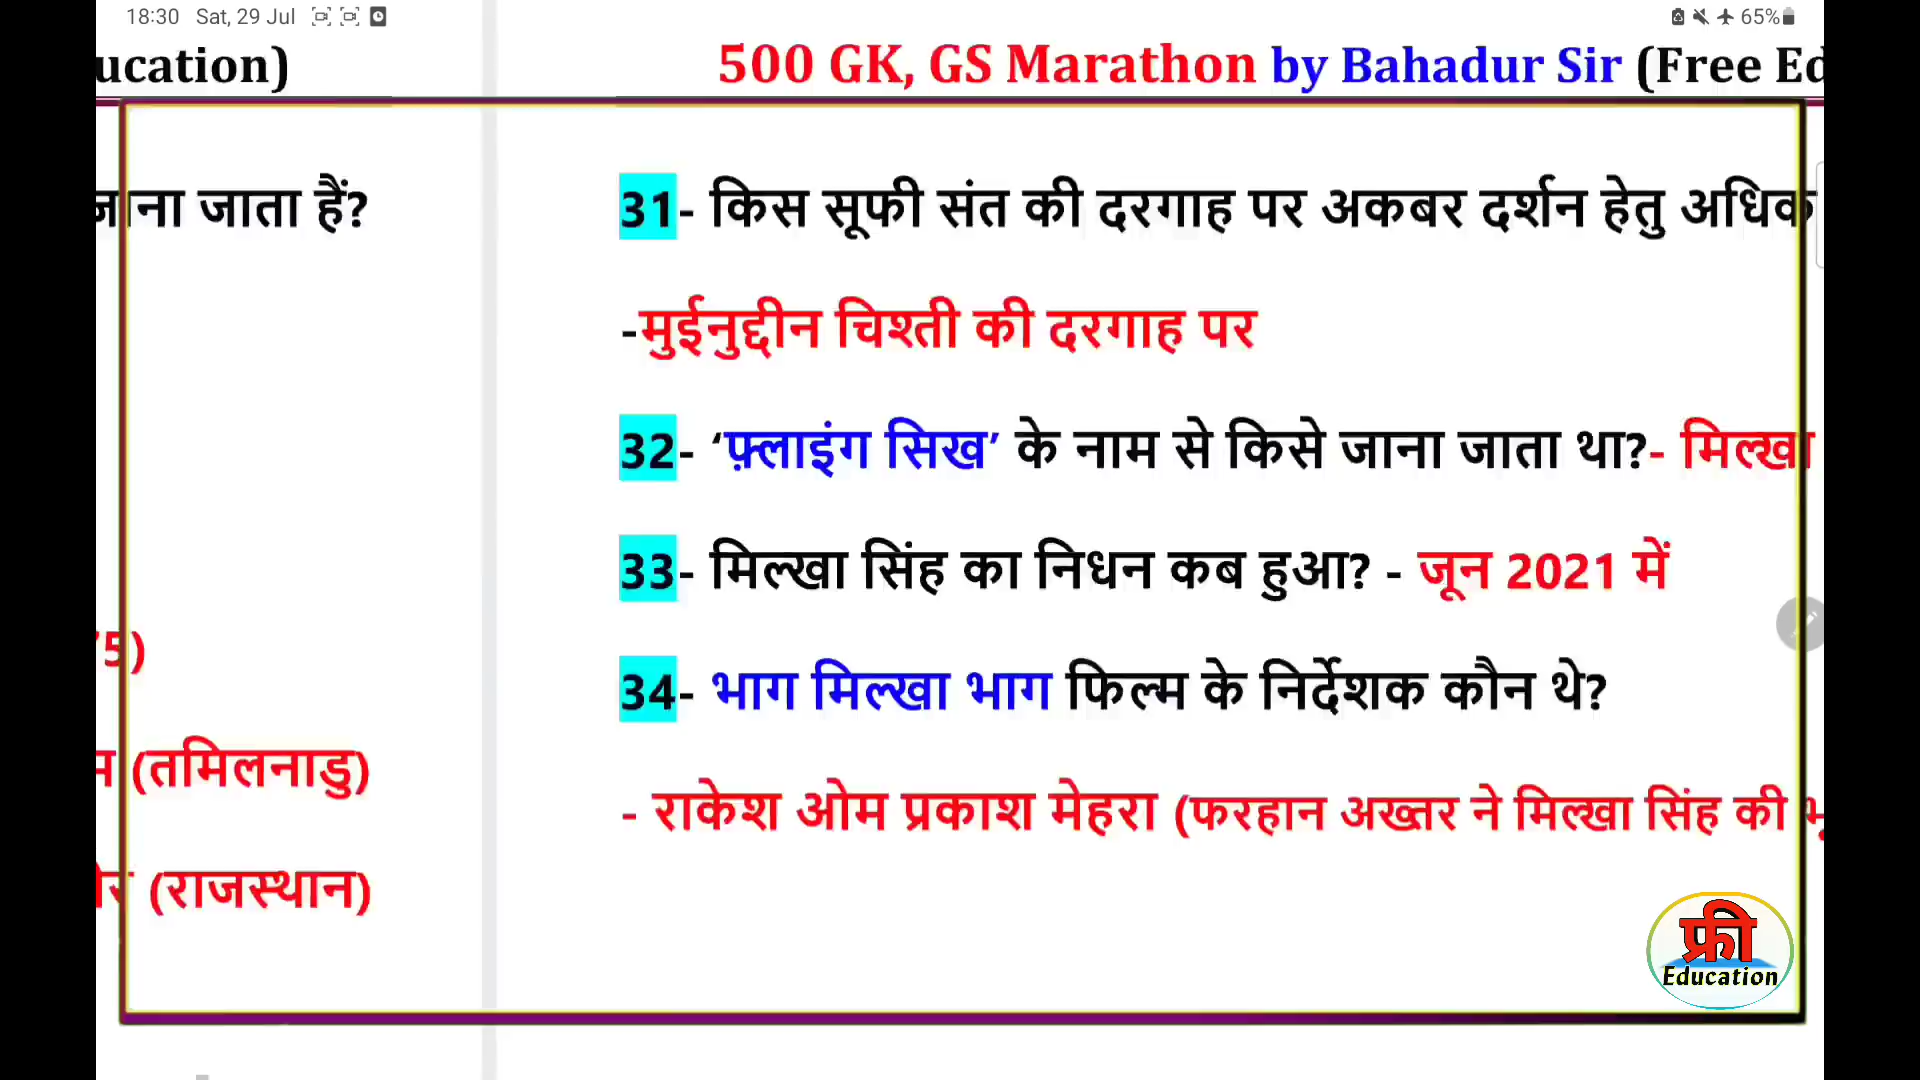 18:30 Sat, 29 Jul
65%
ucation)
500 GK, GS Marathon by Bahadur Sir (Free Ed
जाना जाता हैं?
31- किस सूफी संत की दरगाह पर अकबर दर्शन हेतु अधिक
-मुईनुद्दीन चिश्ती की दरगाह पर
32- ‘फ़्लाइंग सिख’ के नाम से किसे जाना जाता था?- मिल्खा
33- मिल्खा सिंह का निधन कब हुआ? - जून 2021 में
5)
34- भाग मिल्खा भाग फिल्म के निर्देशक कौन थे?
म (तमिलनाडु)
- राकेश ओम प्रकाश मेहरा (फरहान अख्तर ने मिल्खा सिंह की
(राजस्थान)
फ्री
Education